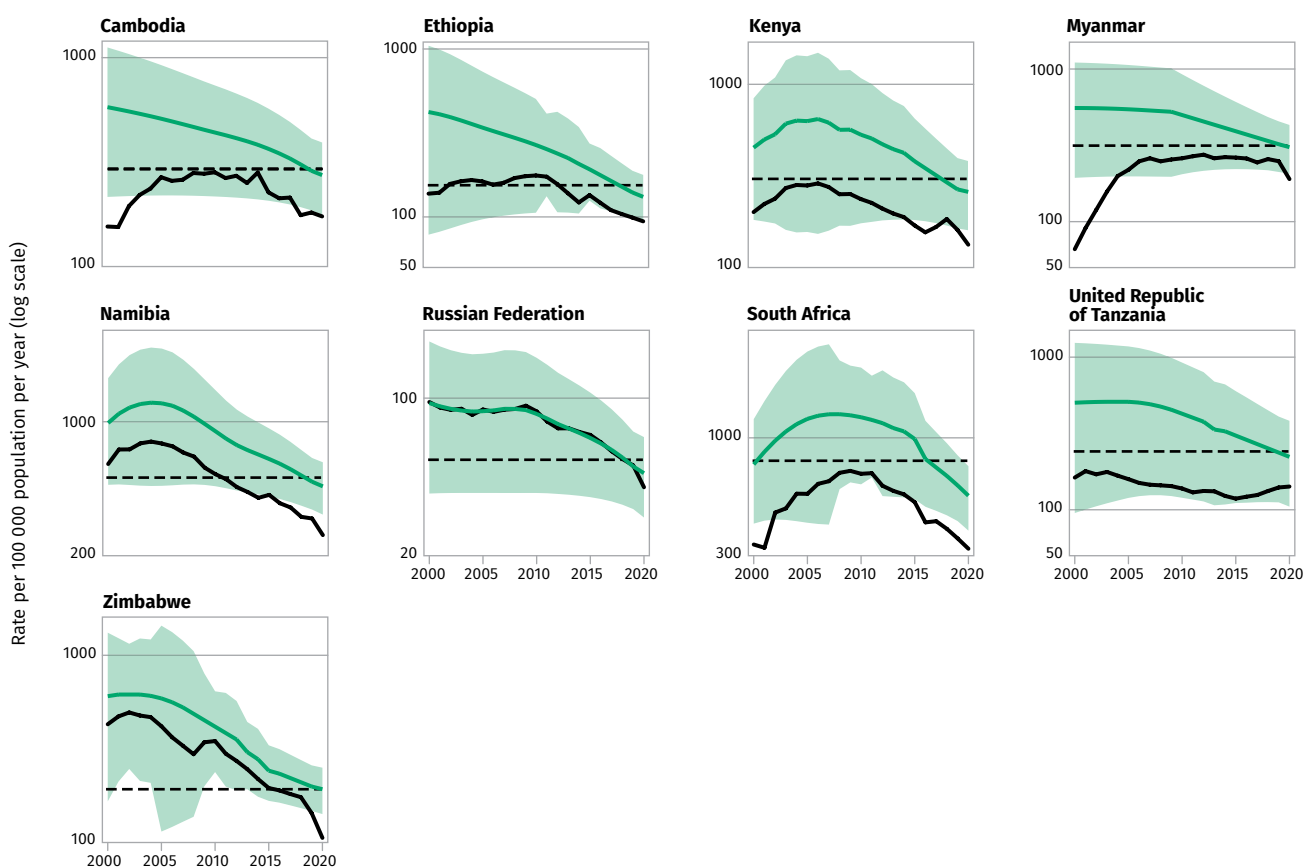 Rate per 100 000 population per year (log scale)
Cambodia
1000
100
Ethiopia
1000
100
50
Kenya
1000
100
Myanmar
1000
100
50
Namibia
1000
200
Russian Federation
100
20
2000 2005 2010 2015 2020
South Africa
1000
300
2000 2005 2010 2015 2020
United Republic
of Tanzania
1000
100
50
2000 2005 2010 2015 2020
Zimbabwe
1000
100
2000 2005 2010 2015 2020